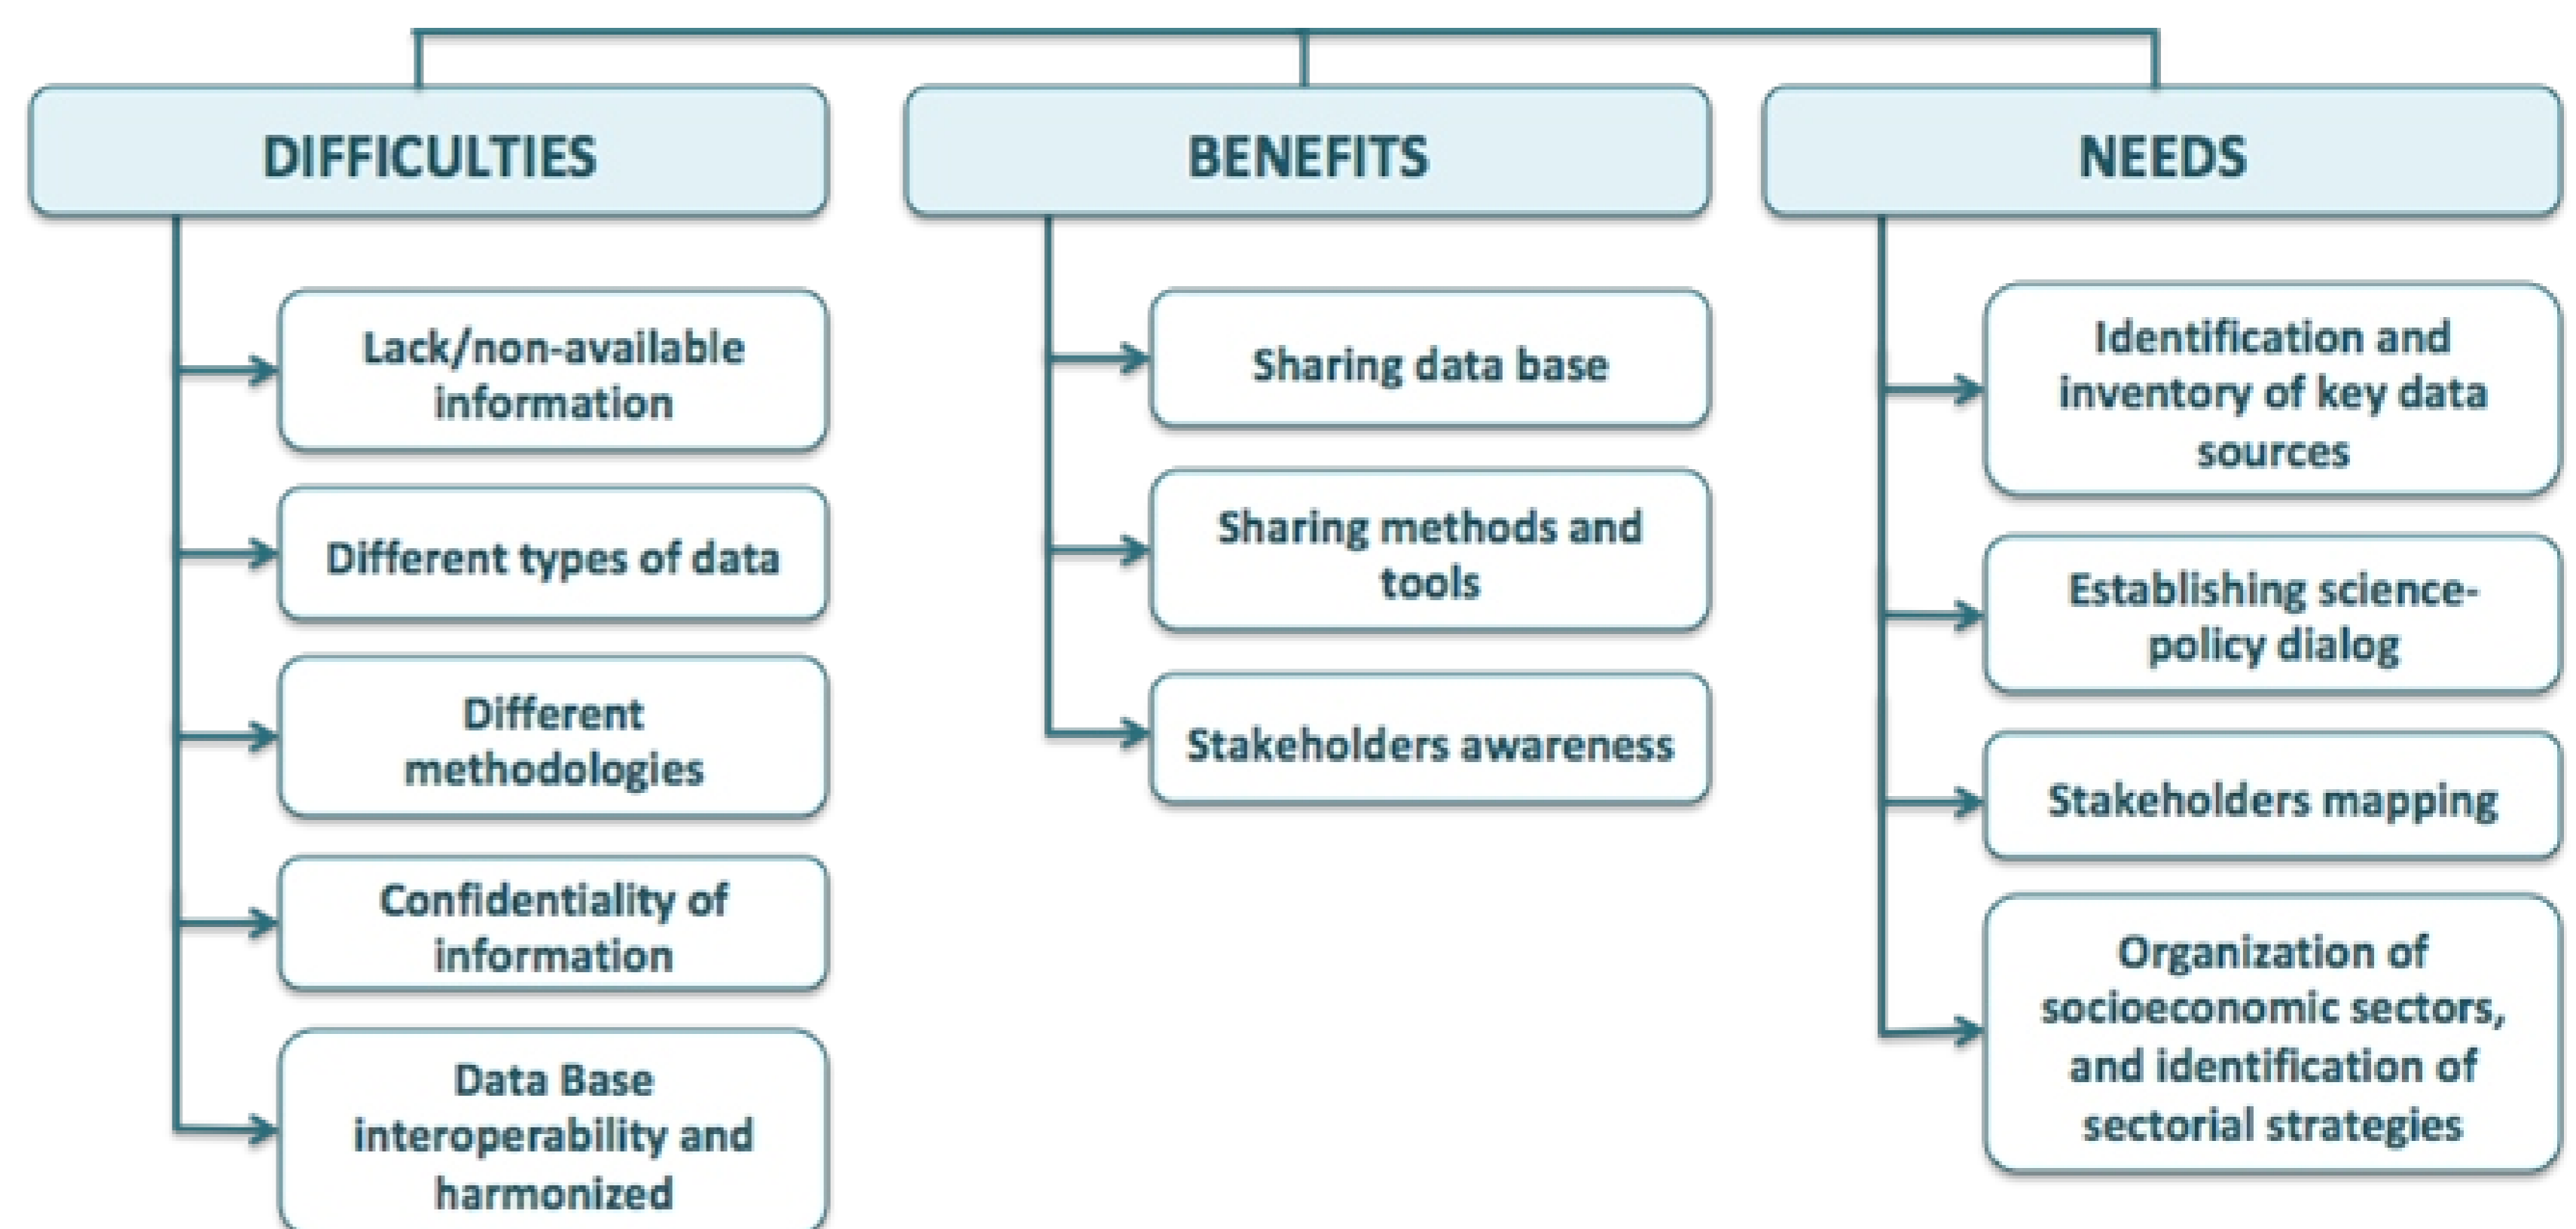 DIFFICULTIES
Lack/non-available
information
Different types of data
Different
methodologies
Confidentiality of
information
Data Base
interoperability and
harmonized
BENEFITS
Sharing data base
Sharing methods and
tools
Stakeholders awareness
NEEDS
Identification and
inventory of key data
sources
Establishing science-
policy dialog
Stakeholders mapping
Organization of
socioeconomic sectors,
and identification of
sectorial strategies